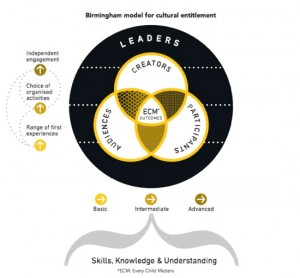 Birmingham model for cultural entitlement
LEADERS
Independent
engagement
CREATORS
Choice of
organised
activities
ECM*
OUTCOMES
Range of first
experiences
AUDIENCES
PARTICIPANTS
Basic
Intermediate
Advanced
Skills, Knowledge & Understanding
*ECM: Every Child Matters